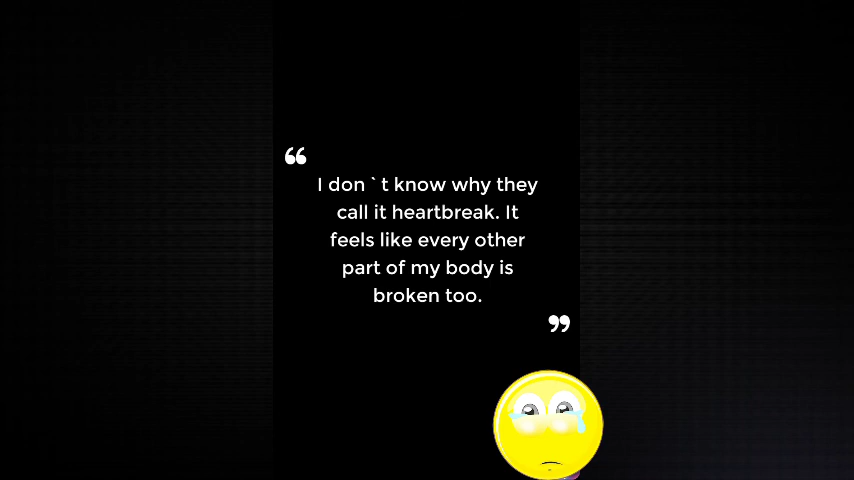 “
I don ` t know why they
call it heartbreak. It
feels like every other
part of my body is
broken too.
”